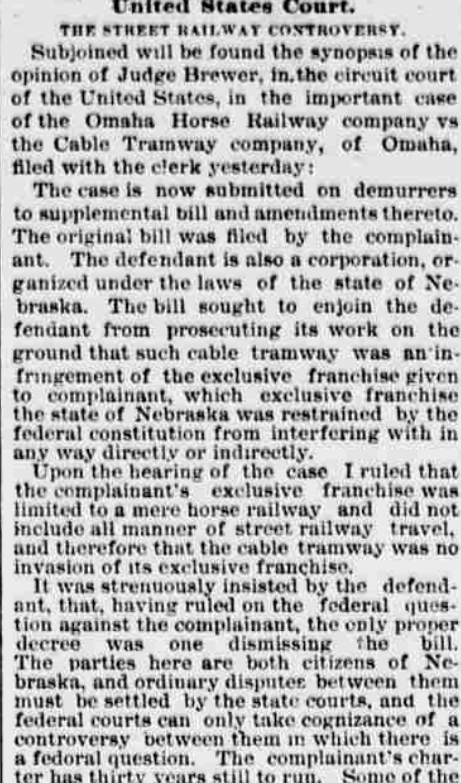 United States Court.
THE STREET RAILWAY CONTROVERSY.
Subjoined will be found the synopsis of the
opinion of Judge Brewer, in the circuit court
of the United States, in the important case
of the Omaha Horse Railway company vs
the Cable Tramway company, of Omaha,
filed with the clerk yesterday:
The case is now submitted on demurrers
to supplemental bill and amendments thereto.
The original bill was filed by the complain-
ant. The defendant is also a corporation, or-
ganized under the laws of the state of Ne-
braska. The bill sought to enjoin the de-
fendant from prosecuting its work on the
ground that such cable tramway was an in-
fringement of the exclusive franchise given
to complainant, which exclusive franchise
the state of Nebraska was restrained by the
federal constitution from interfering with in
any way directly or indirectly.
Upon the hearing of the case I ruled that
the complainant's exclusive franchise was
limited to a mere horse railway and did not
include all manner of street railway travel,
and therefore that the cable tramway was no
invasion of its exclusive franchise.
It was strenuously insisted by the defend-
ant, that, having ruled on the federal ques-
tion against the complainant, the only proper
decree was one dismissing the bill.
The parties here are both citizens of Ne-
braska, and ordinary disputes between them
must be settled by the state courts, and the
federal courts can only take cognizance of a
controversy between them in which there is
a fedoral question. The complainant's char-
ter has thirty years still to run. Some of the